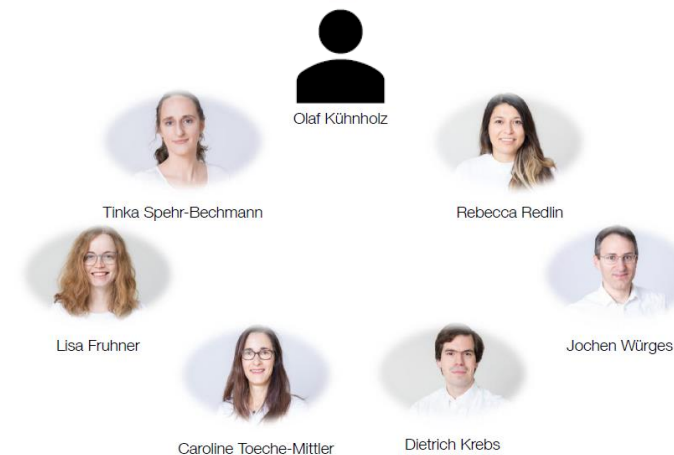 Olaf Kühnholz
Tinka Spehr-Bechmann
Rebecca Redlin
Lisa Fruhner
Jochen Würges
Caroline Toeche-Mittler
Dietrich Krebs